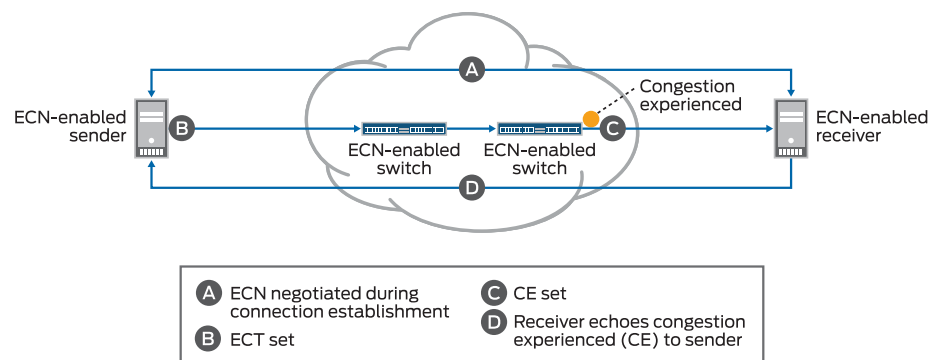 A
Congestion
experienced
ECN-enabled
sender
B
C
ECN-enabled
receiver
ECN-enabled
switch
ECN-enabled
switch
D
A ECN negotiated during
connection establishment
B ECT set
C CE set
D Receiver echoes congestion
experienced (CE) to sender